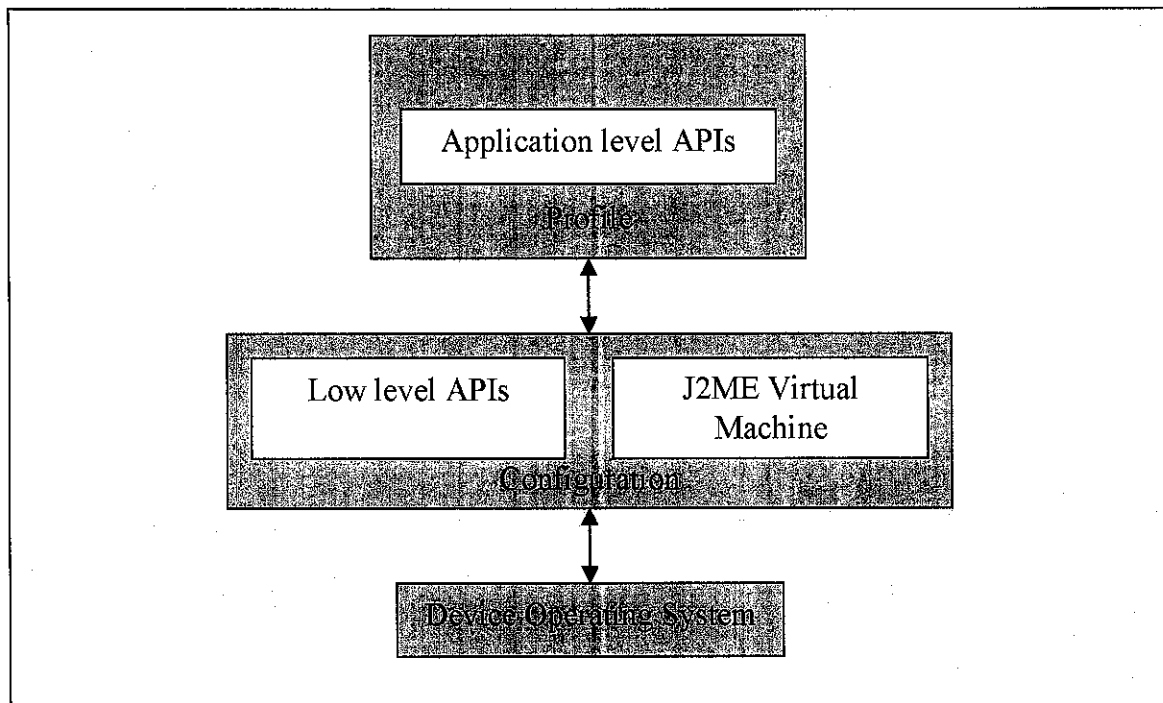 Application level APIs
Profile
Low level APIs
J2ME Virtual
Machine
Configuration
Device Operating System